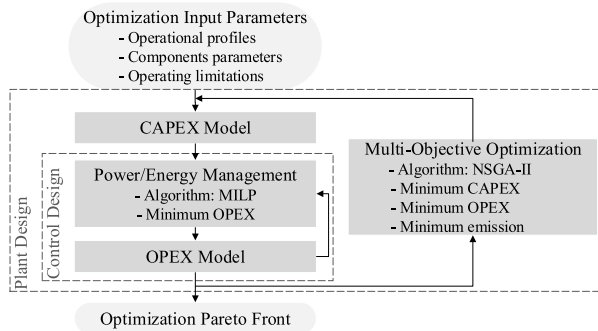 Optimization Input Parameters
- Operational profiles
- Components parameters
- Operating limitations
Plant Design
CAPEX Model
Control Design
Power/Energy Management
- Algorithm: MILP
- Minimum OPEX
OPEX Model
Multi-Objective Optimization
- Algorithm: NSGA-II
- Minimum CAPEX
- Minimum OPEX
- Minimum emission
Optimization Pareto Front